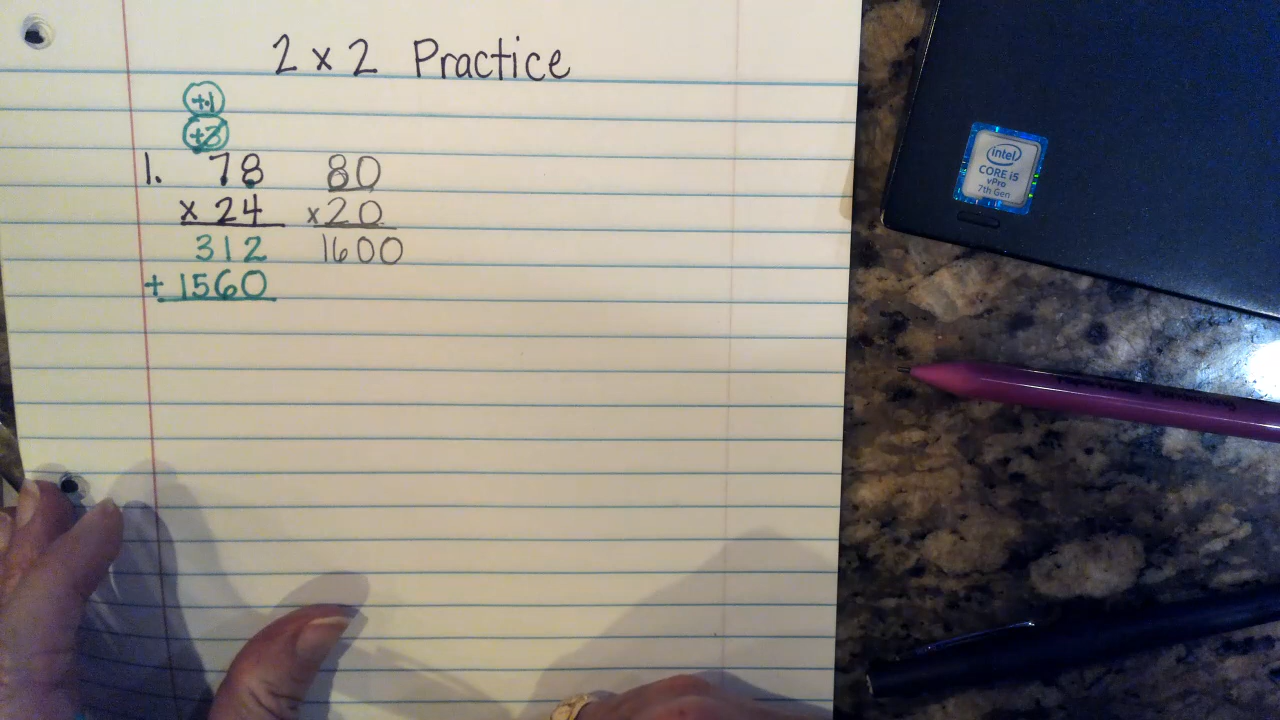 2 x 2 Practice
+1
+3
1. 78 80
x 24 x 20
312 1600
+ 1560
intel
CORE i5
vPro
7th Gen